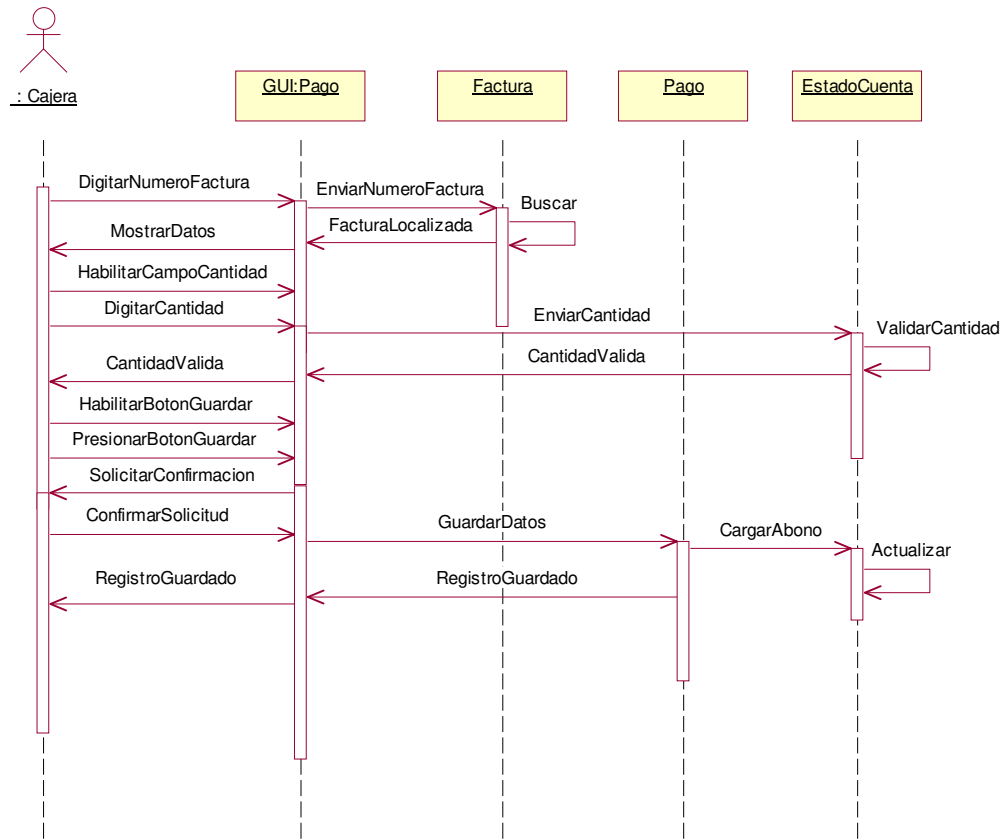 : Cajera
GUI:Pago
Factura
Pago
EstadoCuenta
DigitarNumeroFactura
EnviarNumeroFactura
Buscar
FacturaLocalizada
MostrarDatos
HabilitarCampoCantidad
DigitarCantidad
EnviarCantidad
ValidarCantidad
CantidadValida
CantidadValida
HabilitarBotonGuardar
PresionarBotonGuardar
SolicitarConfirmacion
ConfirmarSolicitud
GuardarDatos
CargarAbono
Actualizar
RegistroGuardado
RegistroGuardado